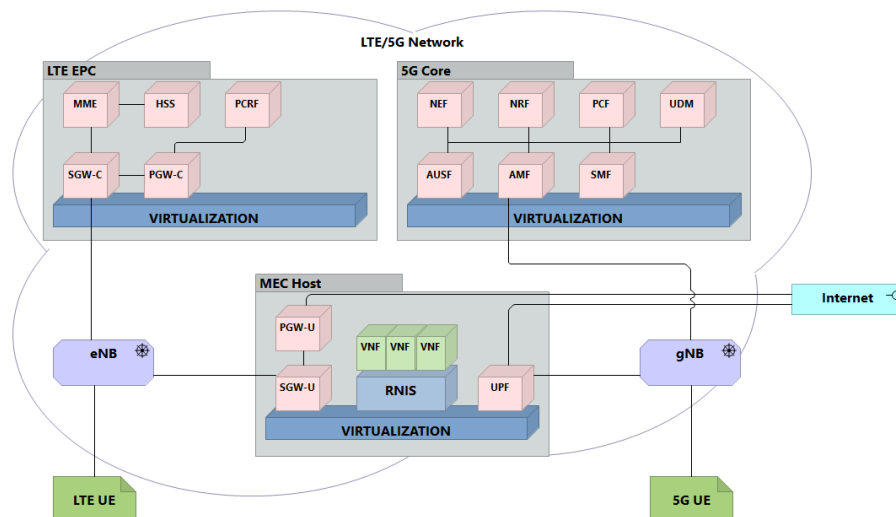 LTE/5G Network
LTE EPC
MME
HSS
PCRF
SGW-C
PGW-C
VIRTUALIZATION
5G Core
NEF
NRF
PCF
UDM
AUSF
AMF
SMF
VIRTUALIZATION
MEC Host
PGW-U
VNF
VNF
VNF
SGW-U
RNIS
UPF
VIRTUALIZATION
Internet
eNB
gNB
LTE UE
5G UE